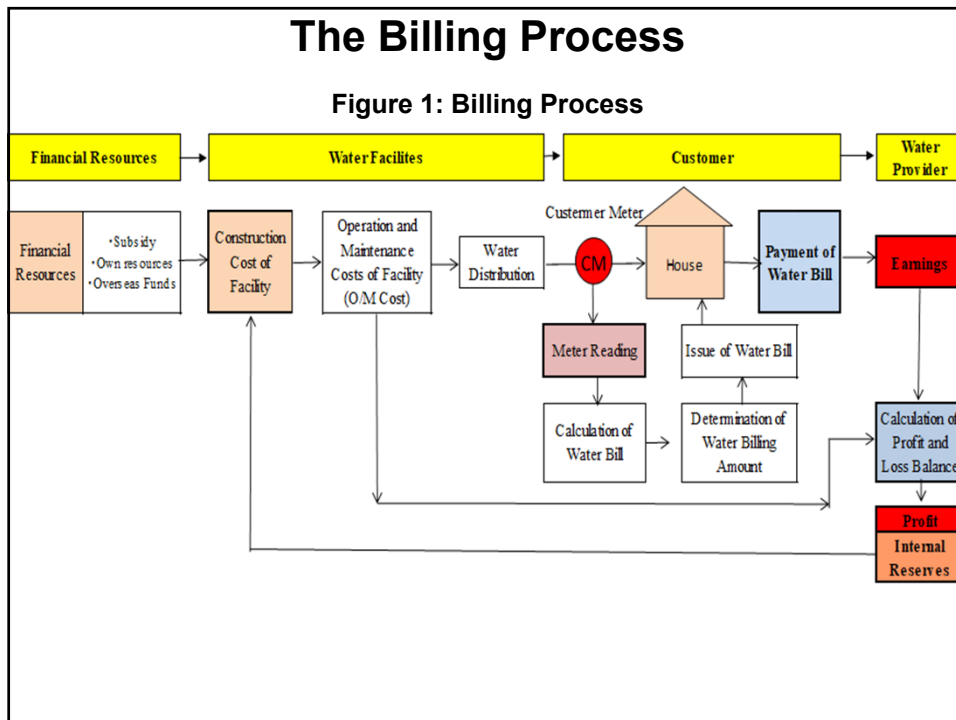 The Billing Process
Figure 1: Billing Process
Financial Resources
Water Facilites
Customer
Water
Provider
Financial
Resources
·Subsidy
·Own resources
·Overseas Funds
Construction
Cost of
Facility
Operation and
Maintenance
Costs of Facility
(O/M Cost)
Water
Distribution
Custermer Meter
CM
House
Payment of
Water Bill
Earnings
Meter Reading
Issue of Water Bill
Calculation of
Water Bill
Determination of
Water Billing
Amount
Calculation of
Profit and
Loss Balance
Profit
Internal
Reserves